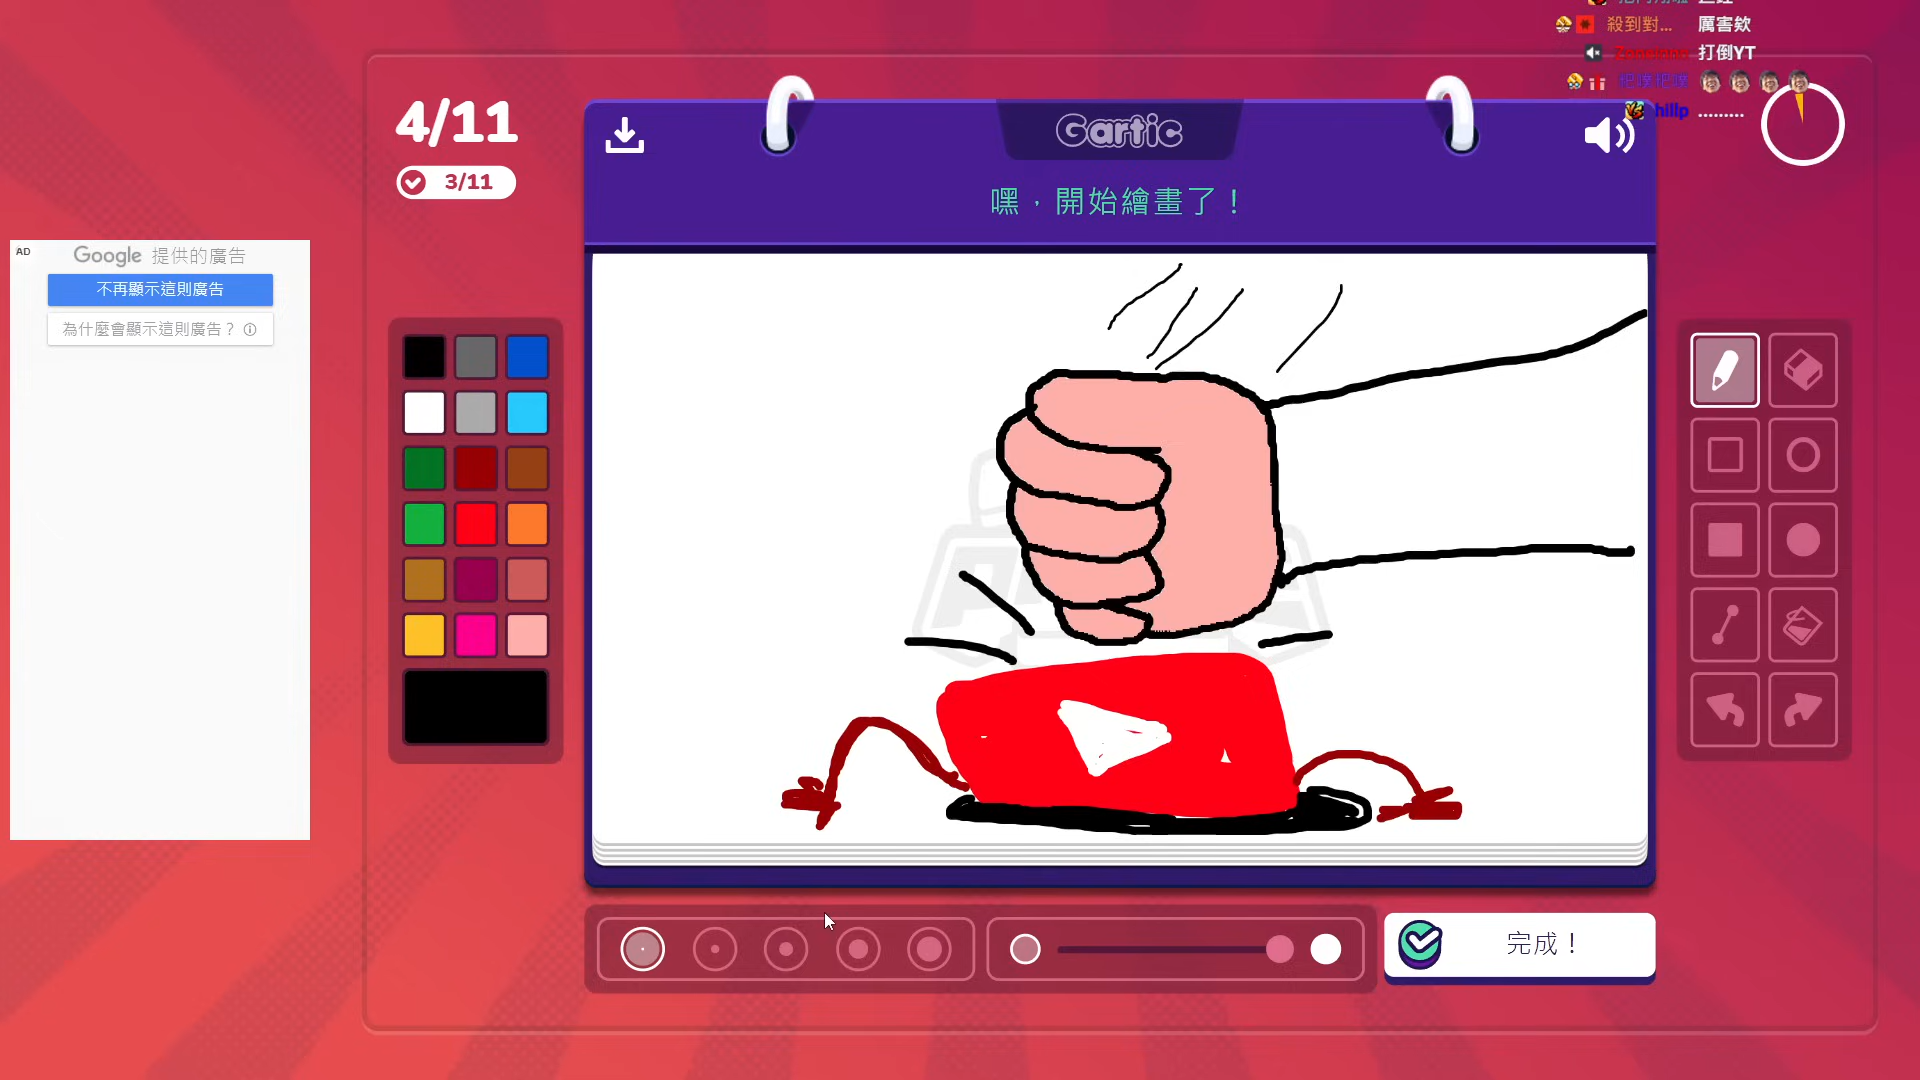 厲害欸
殺到對...
打倒YT
hillp .........
4/11
3/11
Gartic
嘿，開始繪畫了！
AD
Google 提供的廣告
不再顯示這則廣告
為什麼會顯示這則廣告？
完成！